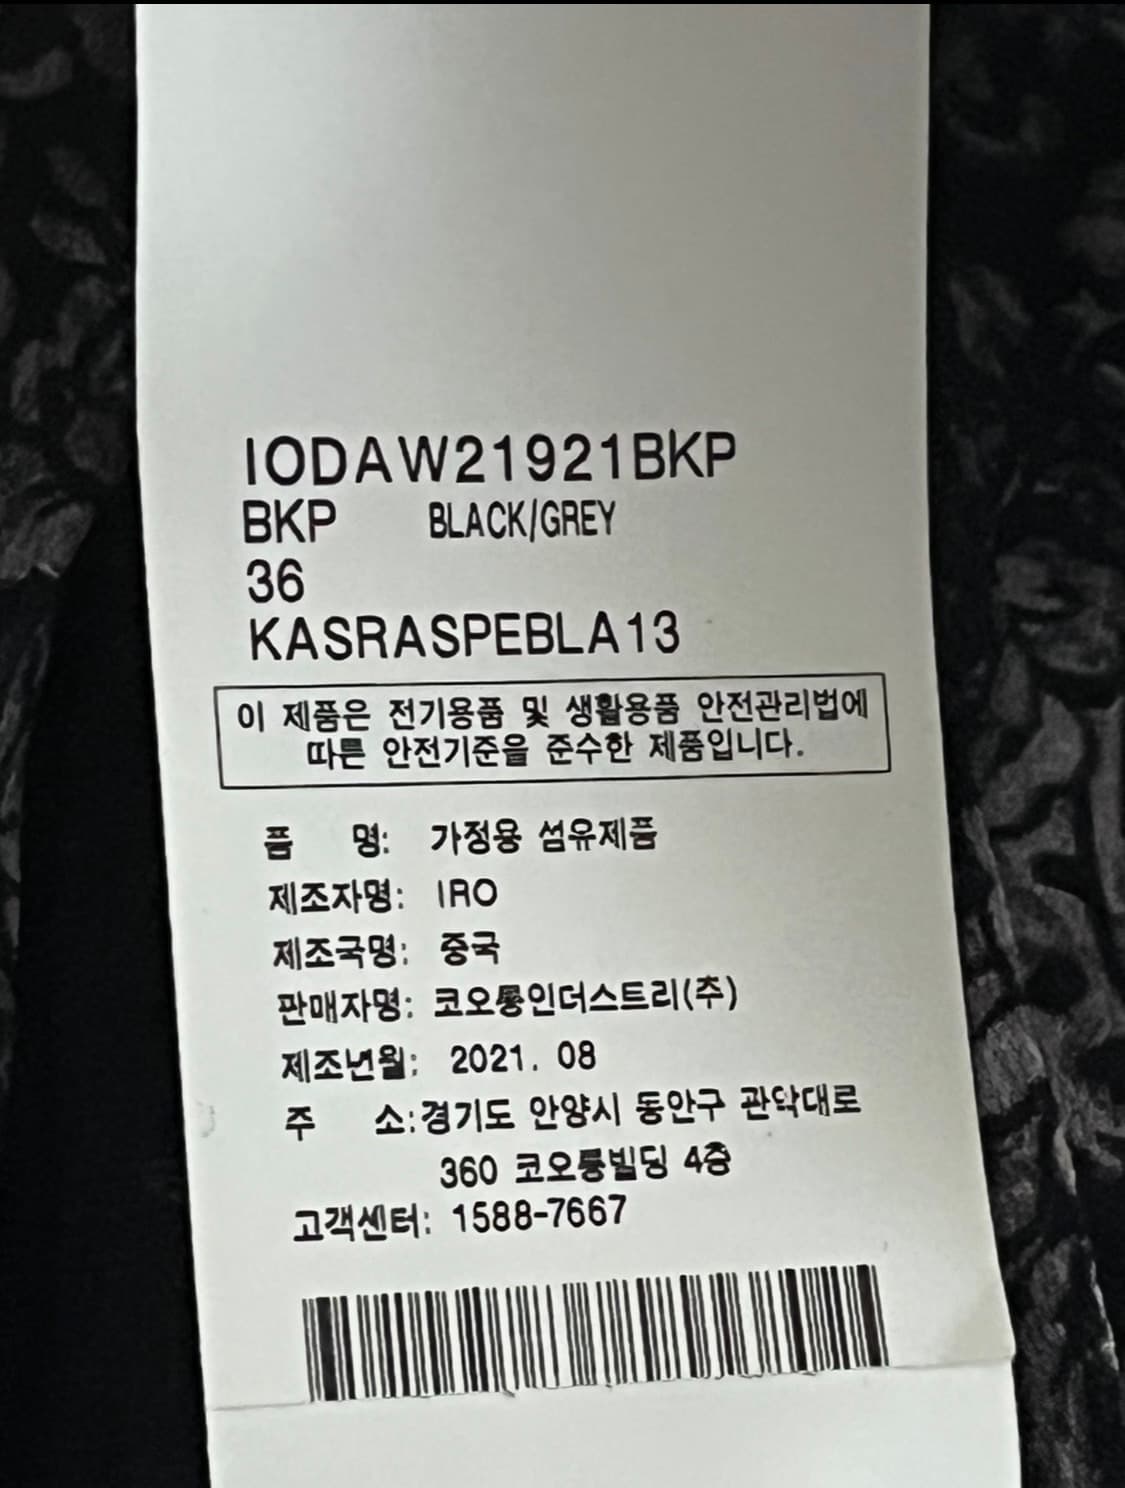 IODAW21921BKP
BKP BLACK/GREY
36
KASRASPEBLA13
이 제품은 전기용품 및 생활용품 안전관리법에
따른 안전기준을 준수한 제품입니다.
품 명: 가정용 섬유제품
제조자명: IRO
제조국명: 중국
판매자명: 코오롱인더스트리(주)
제조년월: 2021. 08
주 소:경기도 안양시 동안구 관악대로
360 코오롱빌딩 4층
고객센터: 1588-7667